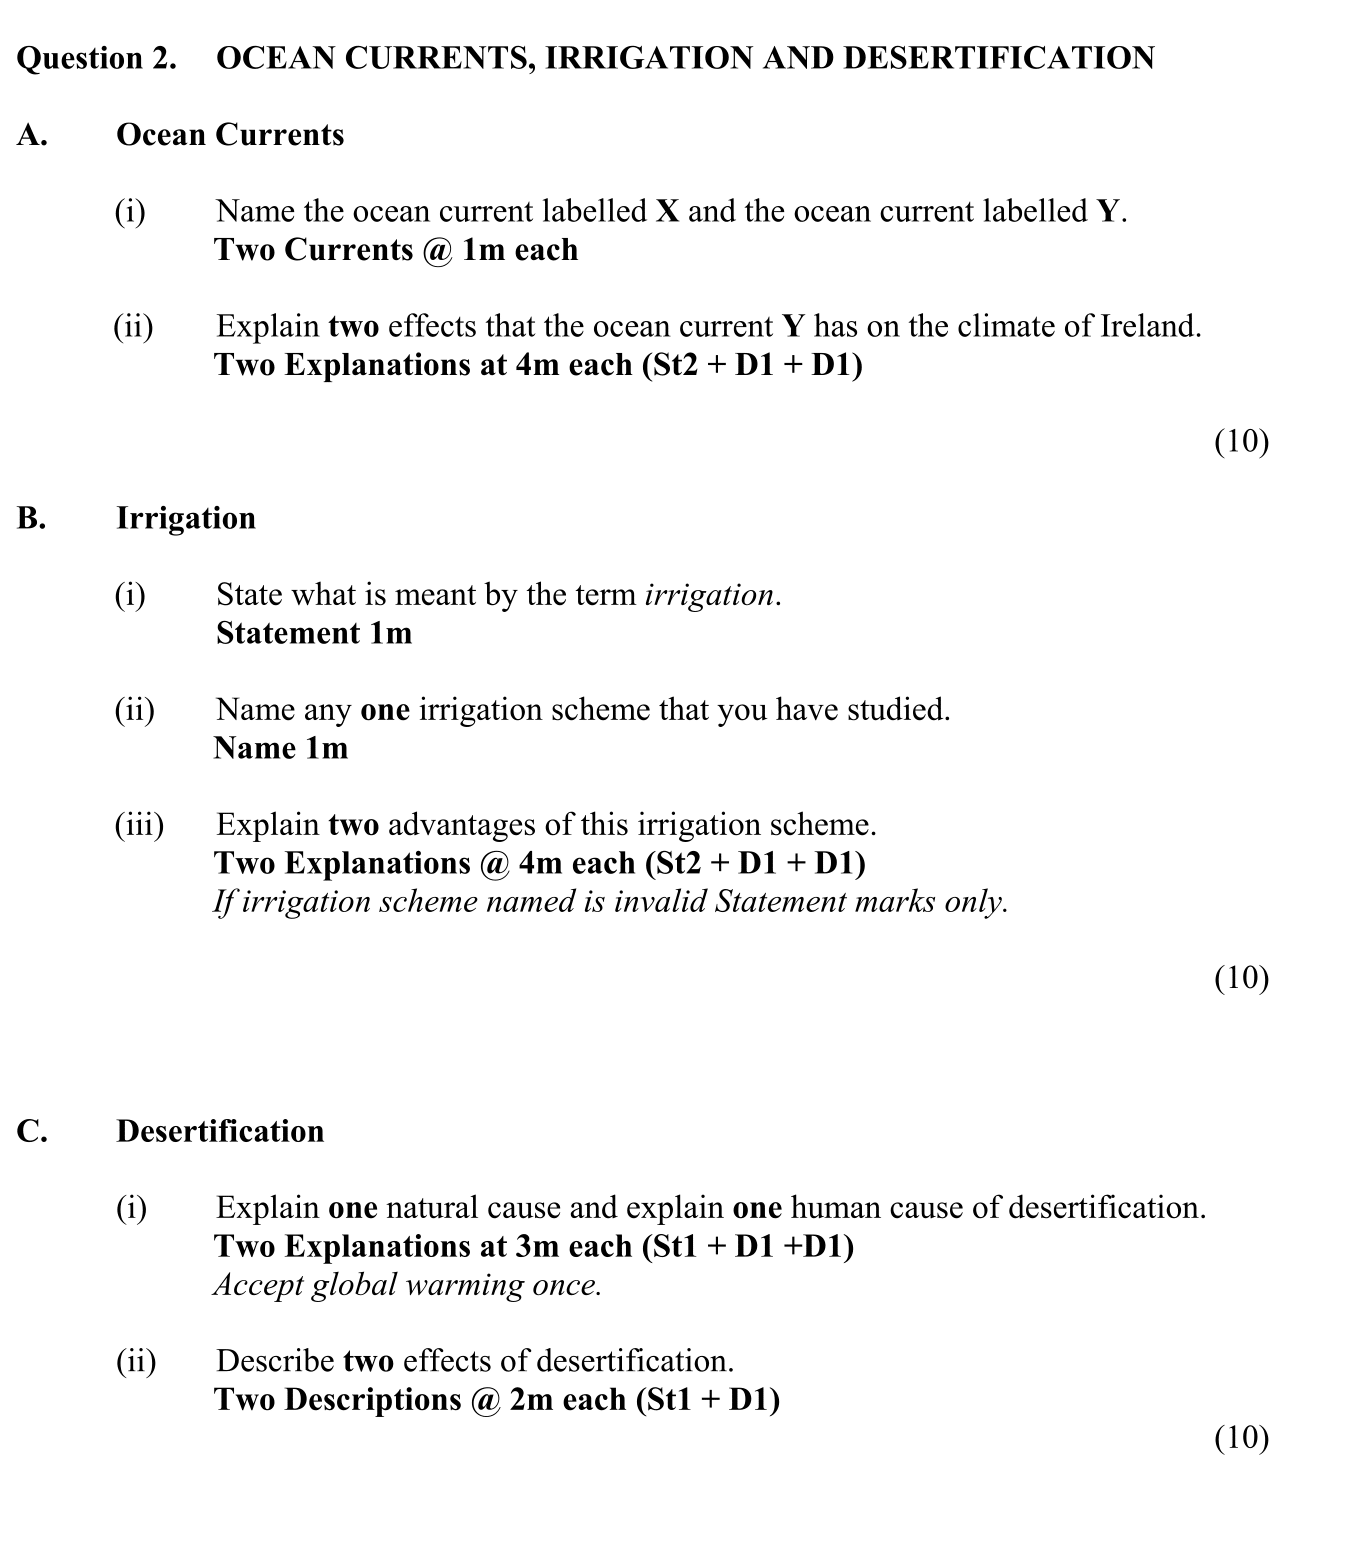 Question 2. OCEAN CURRENTS, IRRIGATION AND DESERTIFICATION
A. Ocean Currents
(i) Name the ocean current labelled X and the ocean current labelled Y.
Two Currents @ 1m each
(ii) Explain two effects that the ocean current Y has on the climate of Ireland.
Two Explanations at 4m each (St2 + D1 + D1)
(10)
B. Irrigation
(i) State what is meant by the term irrigation.
Statement 1m
(ii) Name any one irrigation scheme that you have studied.
Name 1m
(iii) Explain two advantages of this irrigation scheme.
Two Explanations @ 4m each (St2 + D1 + D1)
If irrigation scheme named is invalid Statement marks only.
(10)
C. Desertification
(i) Explain one natural cause and explain one human cause of desertification.
Two Explanations at 3m each (St1 + D1 +D1)
Accept global warming once.
(ii) Describe two effects of desertification.
Two Descriptions @ 2m each (St1 + D1)
(10)